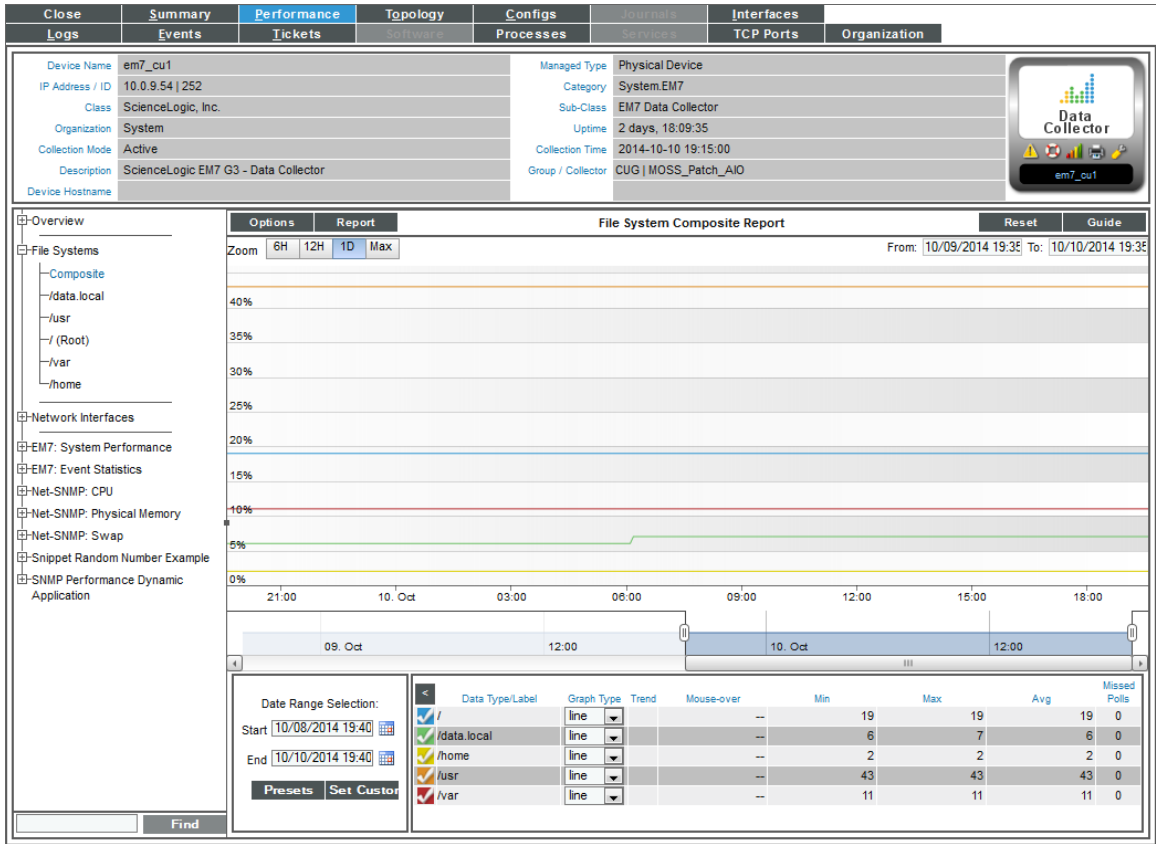 Close Summary Performance Topology Configs Journals Interfaces
Logs Events Tickets Software Processes Services TCP Ports Organization
Device Name em7_cu1 Managed Type Physical Device
IP Address / ID 10.0.9.54 | 252 Category System.EM7
Class ScienceLogic, Inc. Sub-Class EM7 Data Collector
Organization System Uptime 2 days, 18:09:35
Collection Mode Active Collection Time 2014-10-10 19:15:00
Description ScienceLogic EM7 G3 - Data Collector Group / Collector CUG | MOSS_Patch_AIO
Device Hostname
Data
Collector
em7_cu1
Overview
File Systems
Composite
/data.local
/usr
/ (Root)
/var
/home
Network Interfaces
EM7: System Performance
EM7: Event Statistics
Net-SNMP: CPU
Net-SNMP: Physical Memory
Net-SNMP: Swap
Snippet Random Number Example
SNMP Performance Dynamic
Application
Find
Options Report File System Composite Report Reset Guide
Zoom 6H 12H 1D Max From: 10/09/2014 19:35 To: 10/10/2014 19:35
40%
35%
30%
25%
20%
15%
10%
5%
0%
21:00 10. Oct 03:00 06:00 09:00 12:00 15:00 18:00
09. Oct 12:00 10. Oct 12:00
Date Range Selection:
Start 10/08/2014 19:40
End 10/10/2014 19:40
Presets Set Custor
< Data Type/Label Graph Type Trend Mouse-over Min Max Avg Missed Polls
/ line -- 19 19 19 0
/data.local line -- 6 7 6 0
/home line -- 2 2 2 0
/usr line -- 43 43 43 0
/var line -- 11 11 11 0